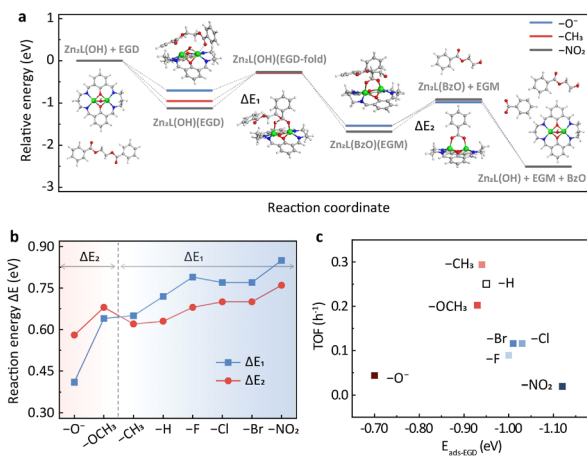 a
−O⁻
−CH₃
−NO₂
Relative energy (eV)
1
0
-1
-2
-3
Zn₂L(OH) + EGD
Zn₂L(OH)(EGD)
Zn₂L(OH)(EGD-fold)
ΔE₁
Zn₂L(BzO)(EGM)
Zn₂L(BzO) + EGM
ΔE₂
Zn₂L(OH) + EGM + BzO⁻
Reaction coordinate
b
Reaction energy ΔE (eV)
0.90
0.75
0.60
0.45
0.30
ΔE₂
ΔE₁
ΔE₁
ΔE₂
−O⁻
−OCH₃
−CH₃
−H
−F
−Cl
−Br
−NO₂
c
TOF (h⁻¹)
0.3
0.2
0.1
0.0
−CH₃
−H
−OCH₃
−Br
−Cl
−F
−O⁻
−NO₂
-0.70
-0.80
-0.90
-1.00
-1.10
E ads-EGD (eV)